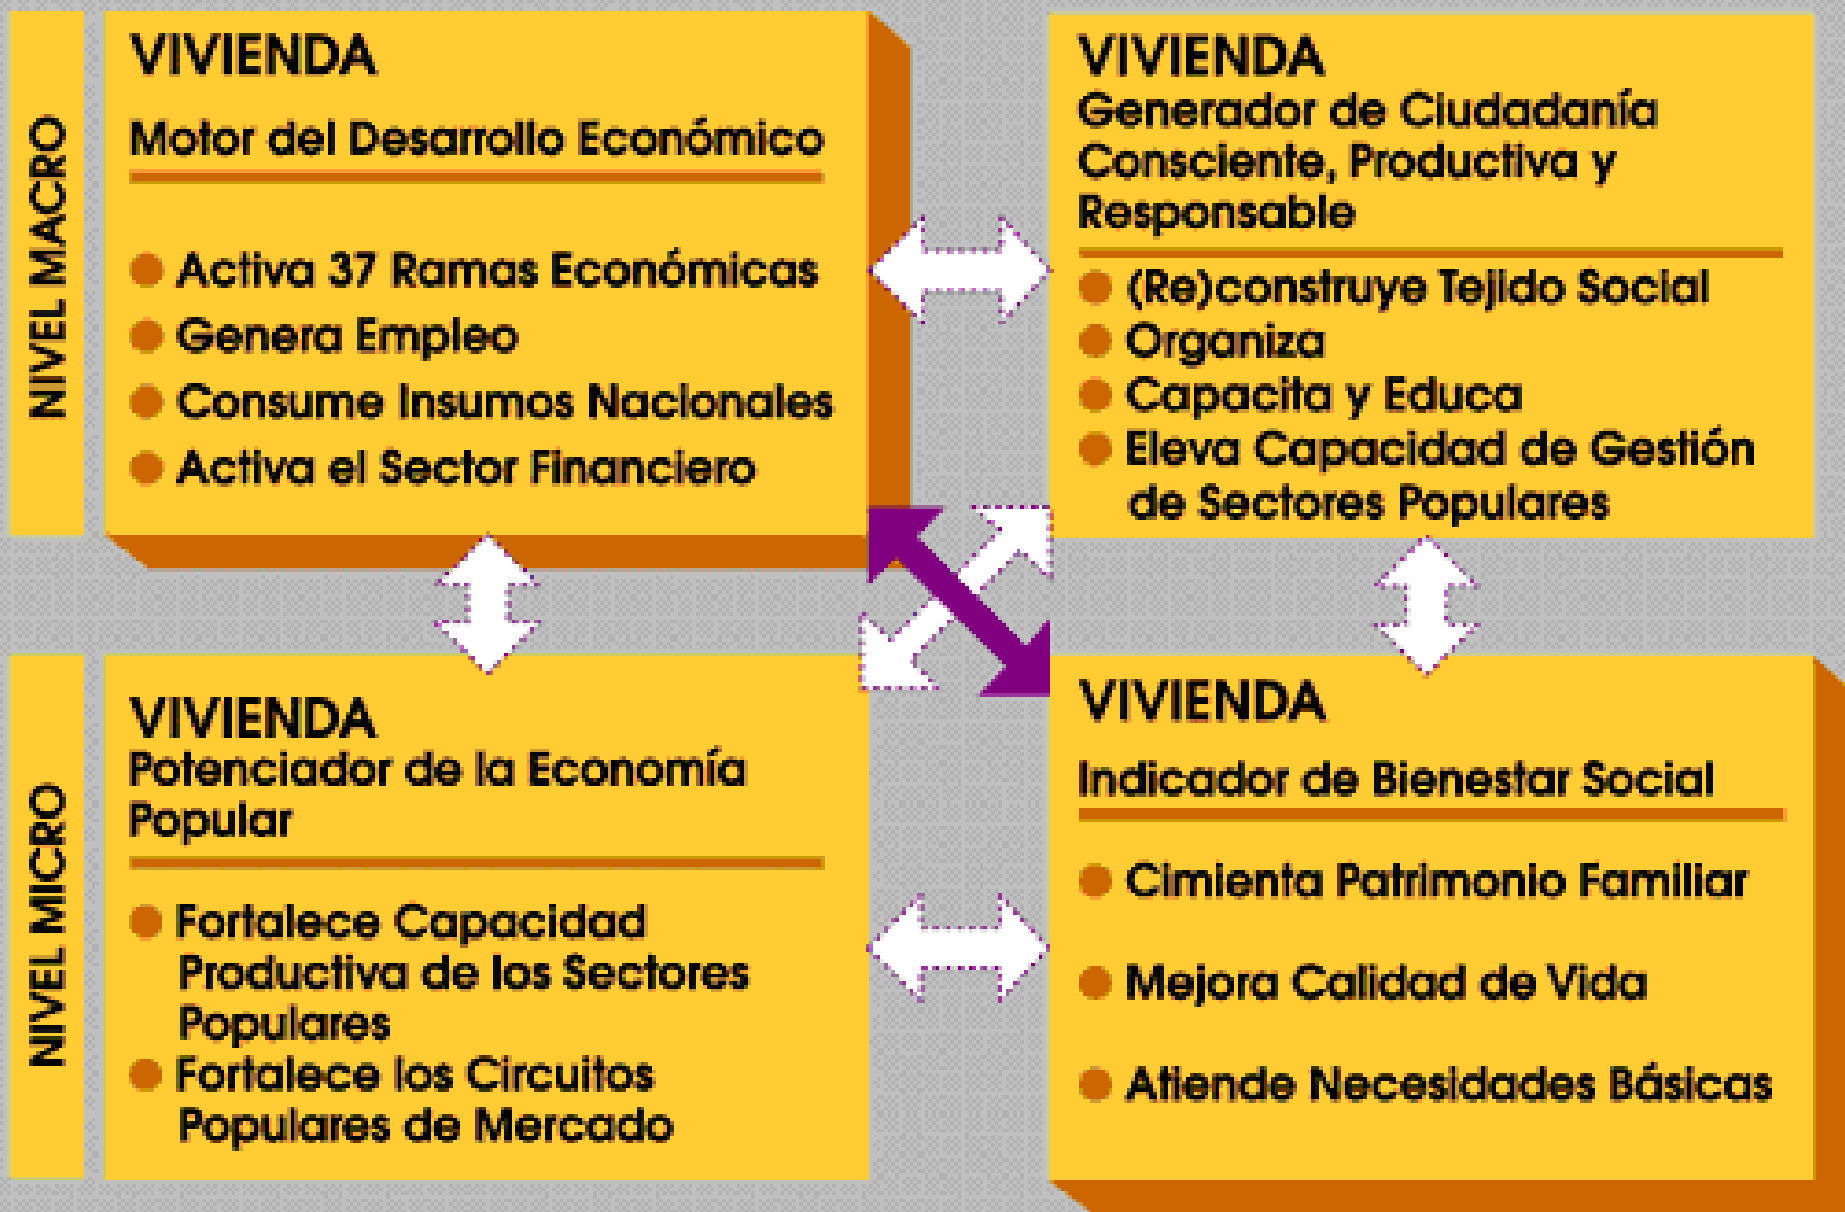 NIVEL MACRO
VIVIENDA
Motor del Desarrollo Económico
Activa 37 Ramas Económicas
Genera Empleo
Consume Insumos Nacionales
Activa el Sector Financiero
VIVIENDA
Generador de Ciudadanía
Consciente, Productiva y
Responsable
(Re)construye Tejido Social
Organiza
Capacita y Educa
Eleva Capacidad de Gestión
de Sectores Populares
NIVEL MICRO
VIVIENDA
Potenciador de la Economía
Popular
Fortalece Capacidad
Productiva de los Sectores
Populares
Fortalece los Circuitos
Populares de Mercado
VIVIENDA
Indicador de Bienestar Social
Cimienta Patrimonio Familiar
Mejora Calidad de Vida
Atiende Necesidades Básicas